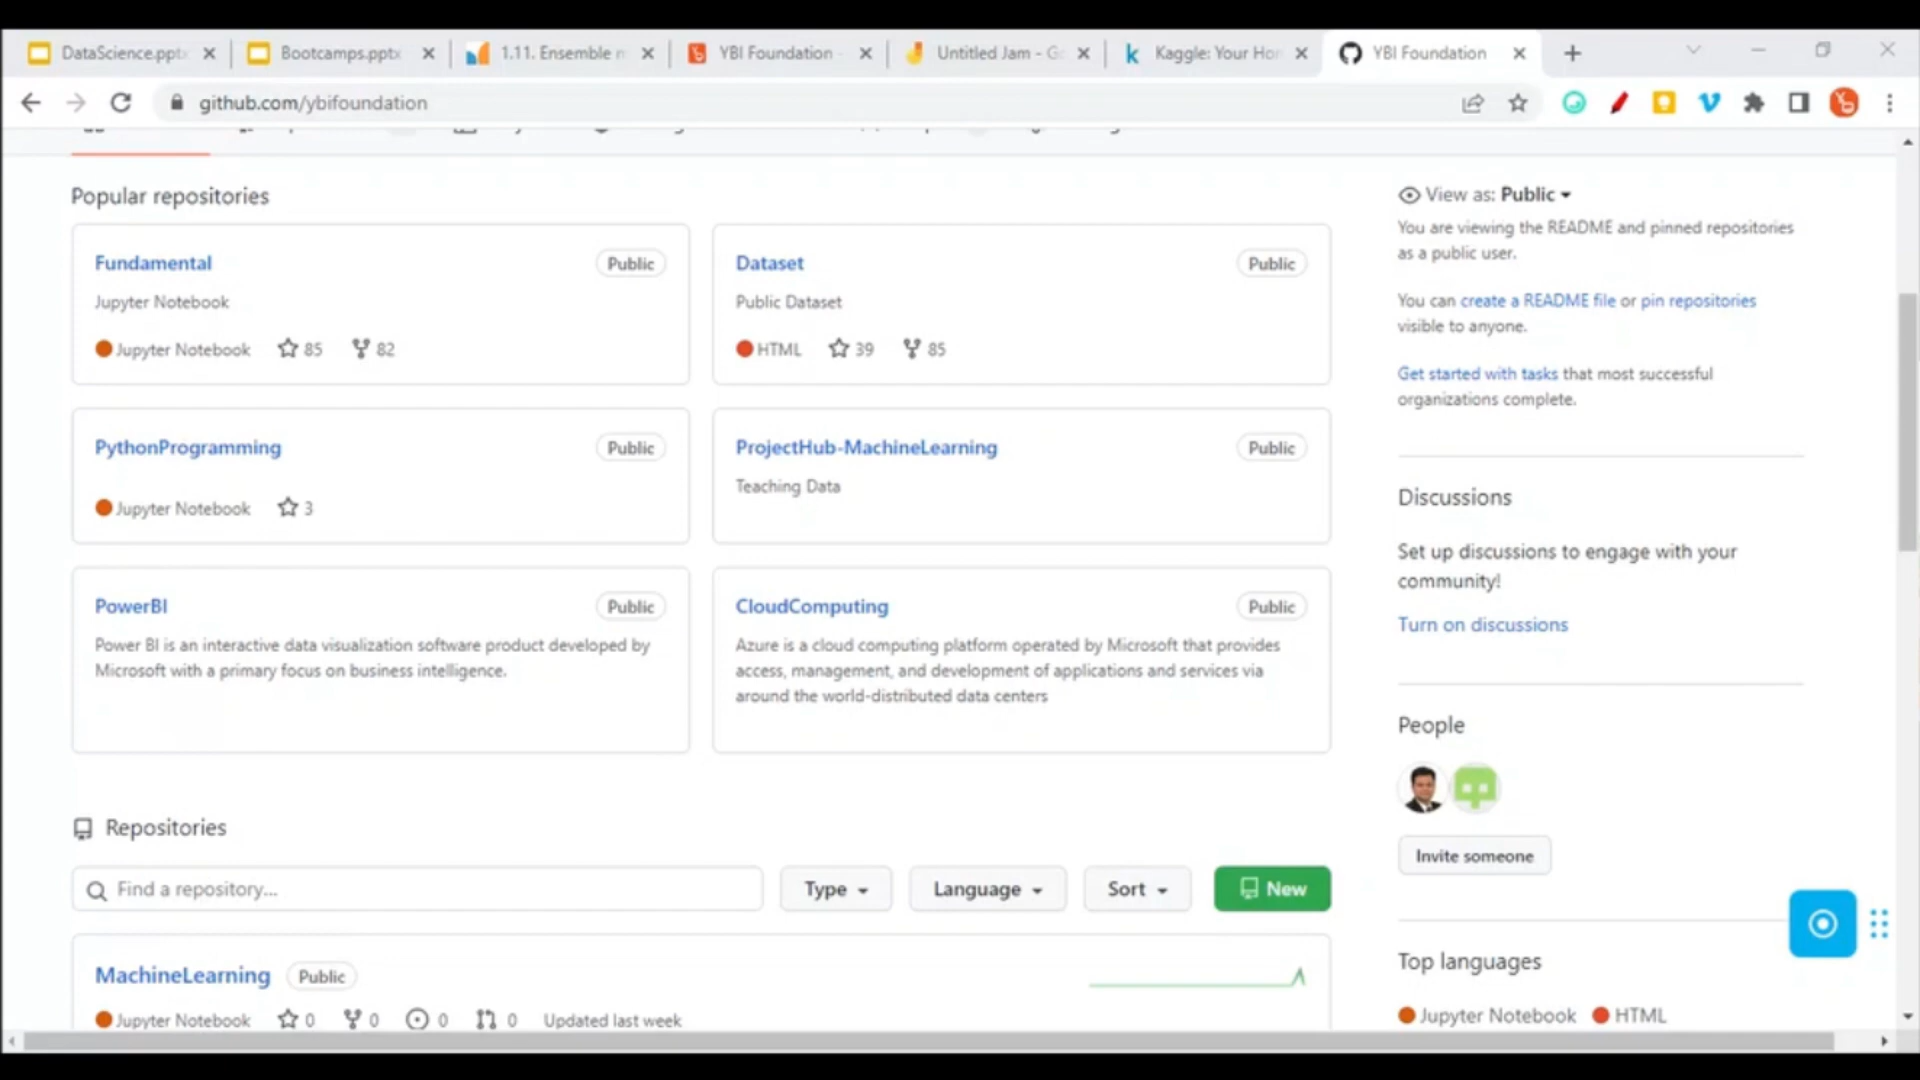 DataScience.pptx
Bootcamps.pptx
1.11. Ensemble m
YBI Foundation -
Untitled Jam - Go
Kaggle: Your Hom
YBI Foundation
github.com/ybifoundation
Popular repositories
View as: Public
You are viewing the README and pinned repositories
as a public user.
You can create a README file or pin repositories
visible to anyone.
Get started with tasks that most successful
organizations complete.
Fundamental Public
Jupyter Notebook
Jupyter Notebook 85 82
Dataset Public
Public Dataset
HTML 39 85
PythonProgramming Public
Jupyter Notebook 3
ProjectHub-MachineLearning Public
Teaching Data
PowerBI Public
Power BI is an interactive data visualization software product developed by
Microsoft with a primary focus on business intelligence.
CloudComputing Public
Azure is a cloud computing platform operated by Microsoft that provides
access, management, and development of applications and services via
around the world-distributed data centers
Discussions
Set up discussions to engage with your
community!
Turn on discussions
People
Invite someone
Repositories
Find a repository...
Type
Language
Sort
New
MachineLearning Public
Jupyter Notebook 0 0 0 0 Updated last week
Top languages
Jupyter Notebook HTML